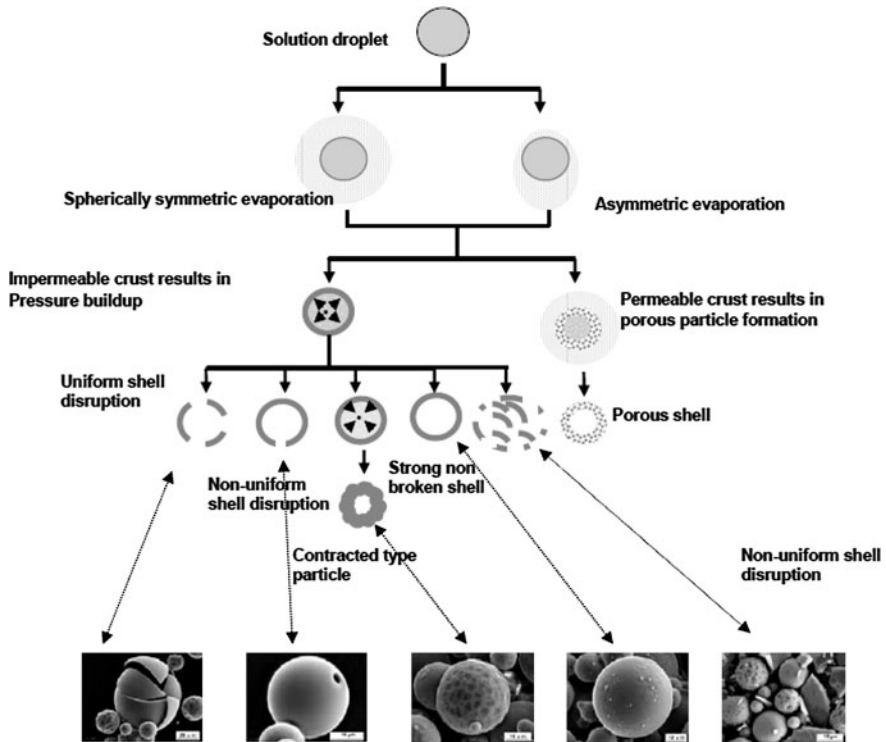 Solution droplet
Spherically symmetric evaporation
Asymmetric evaporation
Impermeable crust results in
Pressure buildup
Permeable crust results in
porous particle formation
Uniform shell
disruption
Porous shell
Non-uniform
shell disruption
Strong non
broken shell
Contracted type
particle
Non-uniform shell
disruption